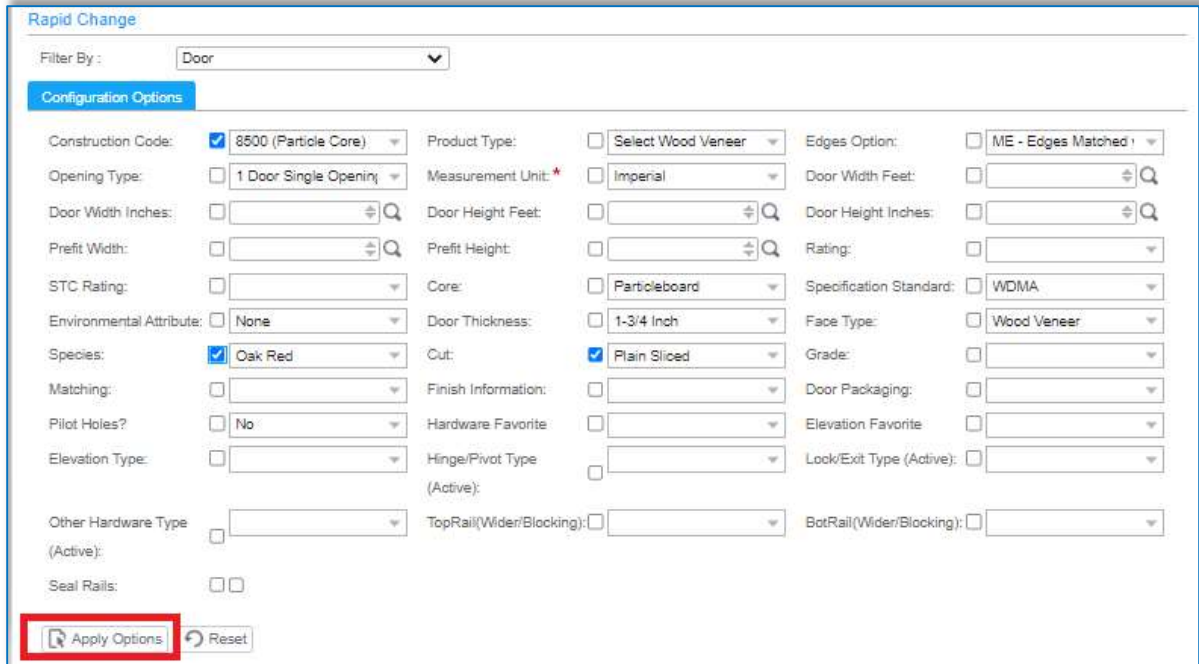 Rapid Change
Filter By : Door
Configuration Options
Construction Code: 8500 (Particle Core) Product Type: Select Wood Veneer Edges Option: ME - Edges Matched
Opening Type: 1 Door Single Opening Measurement Unit: * Imperial Door Width Feet:
Door Width Inches: Door Height Feet: Door Height Inches:
Prefit Width: Prefit Height: Rating:
STC Rating: Core: Particleboard Specification Standard: WDMA
Environmental Attribute: None Door Thickness: 1-3/4 Inch Face Type: Wood Veneer
Species: Oak Red Cut: Plain Sliced Grade:
Matching: Finish Information: Door Packaging:
Pilot Holes? No Hardware Favorite Elevation Favorite
Elevation Type: Hinge/Pivot Type Lock/Exit Type (Active):
(Active):
Other Hardware Type TopRail(Wider/Blocking): BotRail(Wider/Blocking):
(Active):
Seal Rails:
Apply Options Reset